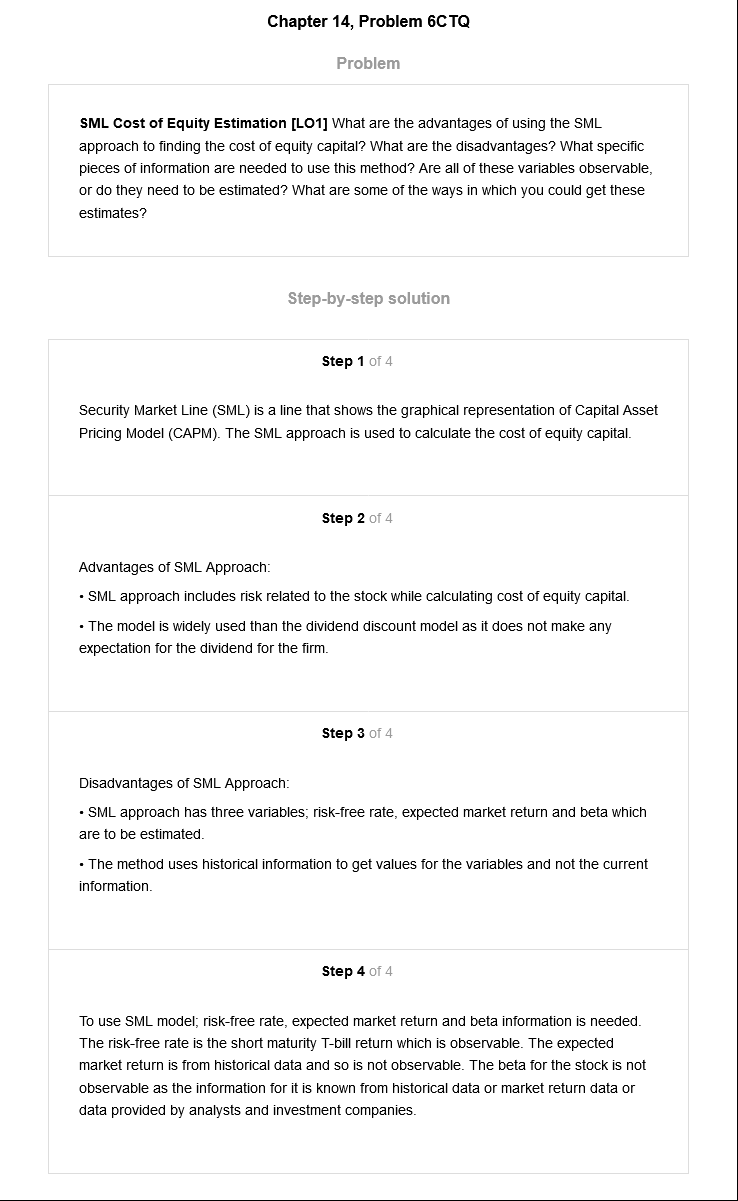 Chapter 14, Problem 6CTQ
Problem
SML Cost of Equity Estimation [LO1] What are the advantages of using the SML
approach to finding the cost of equity capital? What are the disadvantages? What specific
pieces of information are needed to use this method? Are all of these variables observable,
or do they need to be estimated? What are some of the ways in which you could get these
estimates?
Step-by-step solution
Step 1 of 4
Security Market Line (SML) is a line that shows the graphical representation of Capital Asset
Pricing Model (CAPM). The SML approach is used to calculate the cost of equity capital.
Step 2 of 4
Advantages of SML Approach:
• SML approach includes risk related to the stock while calculating cost of equity capital.
• The model is widely used than the dividend discount model as it does not make any
expectation for the dividend for the firm.
Step 3 of 4
Disadvantages of SML Approach:
• SML approach has three variables; risk-free rate, expected market return and beta which
are to be estimated.
• The method uses historical information to get values for the variables and not the current
information.
Step 4 of 4
To use SML model; risk-free rate, expected market return and beta information is needed.
The risk-free rate is the short maturity T-bill return which is observable. The expected
market return is from historical data and so is not observable. The beta for the stock is not
observable as the information for it is known from historical data or market return data or
data provided by analysts and investment companies.